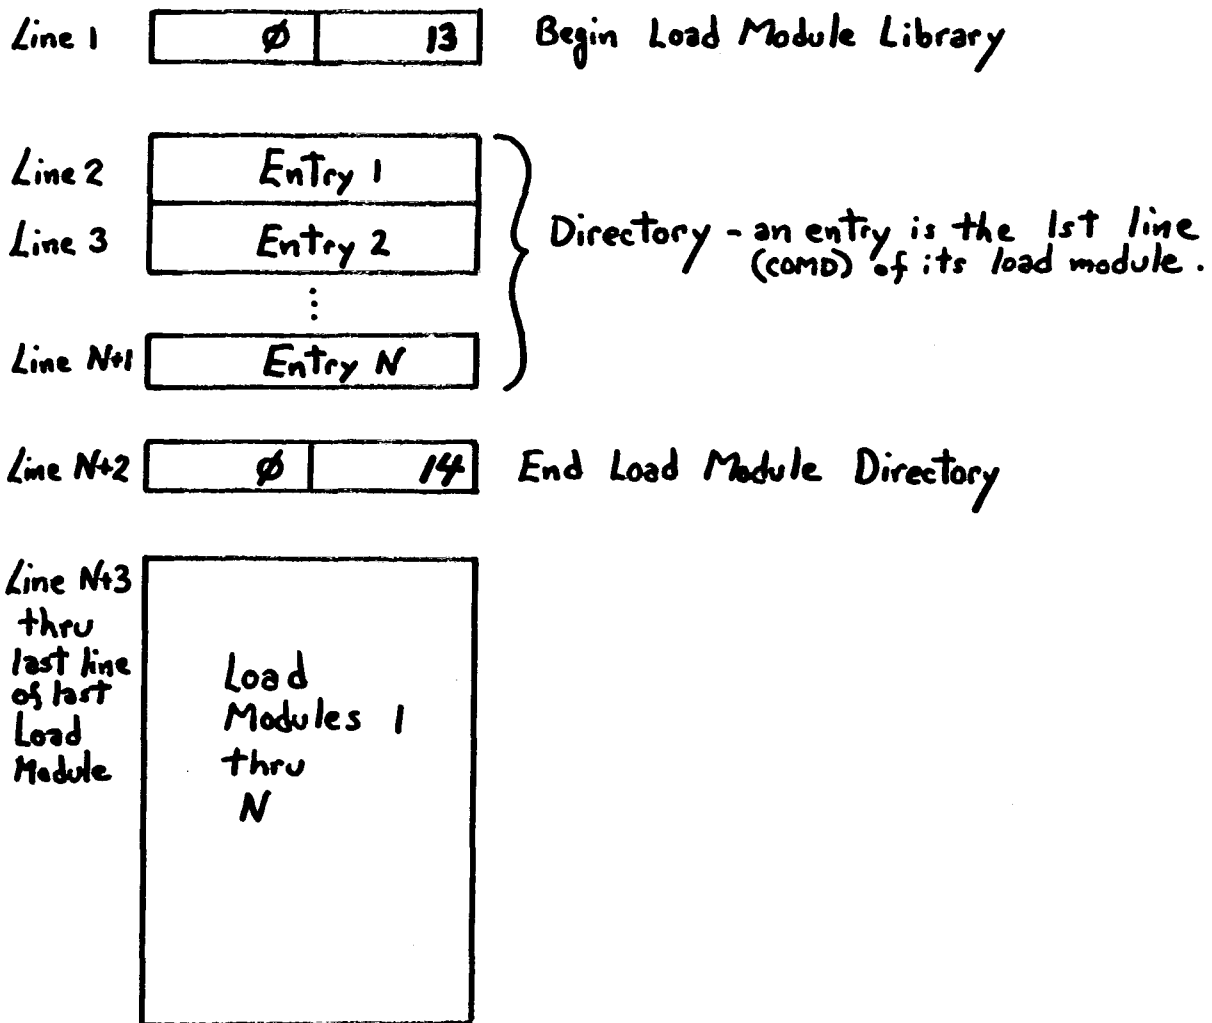 Line 1 ø 13 Begin Load Module Library
Line 2 Entry 1
Line 3 Entry 2
Directory - an entry is the 1st line
(COMD) of its load module.
⋮
Line N+1 Entry N
Line N+2 ø 14 End Load Module Directory
Line N+3
thru
last line
of last
Load
Module
Load
Modules 1
thru
N